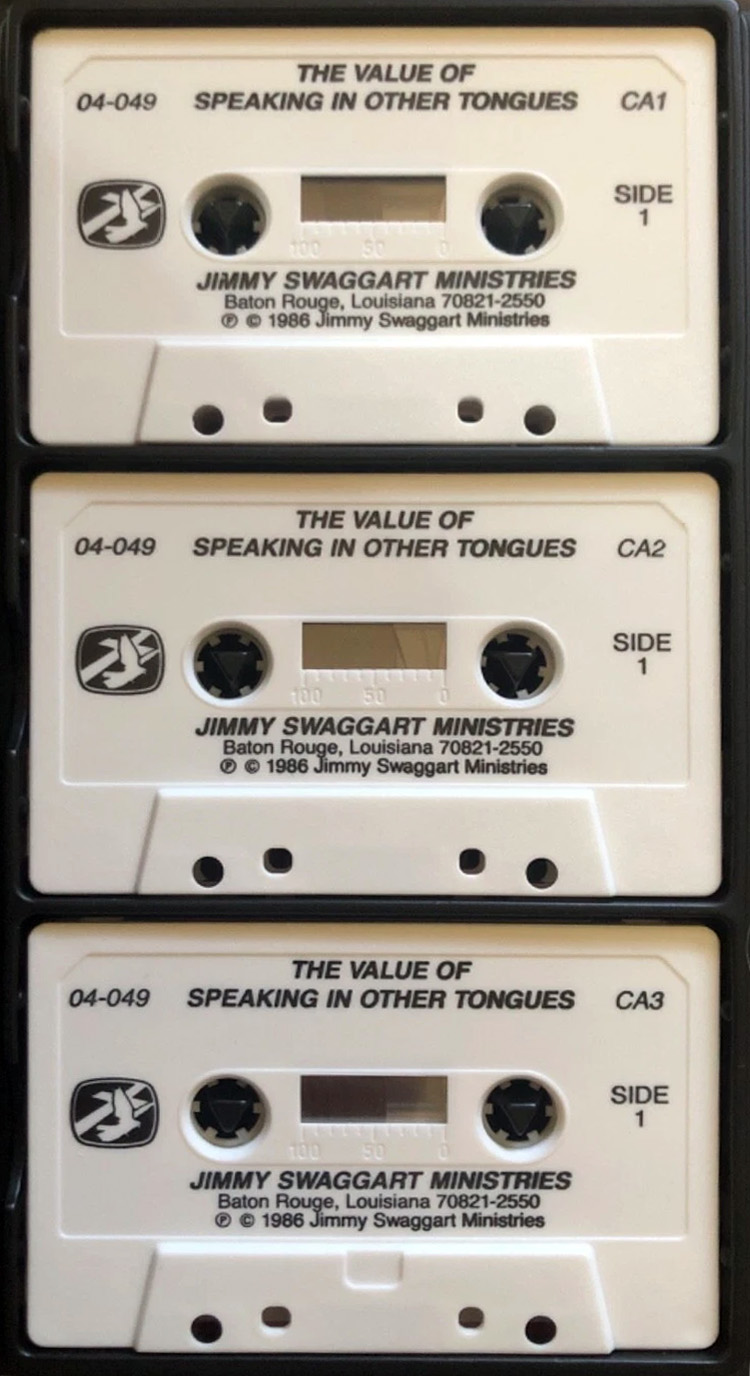 THE VALUE OF
04-049 SPEAKING IN OTHER TONGUES CA1
SIDE
1
100 50 0
JIMMY SWAGGART MINISTRIES
Baton Rouge, Louisiana 70821-2550
℗ © 1986 Jimmy Swaggart Ministries
THE VALUE OF
04-049 SPEAKING IN OTHER TONGUES CA2
SIDE
1
100 50 0
JIMMY SWAGGART MINISTRIES
Baton Rouge, Louisiana 70821-2550
℗ © 1986 Jimmy Swaggart Ministries
THE VALUE OF
04-049 SPEAKING IN OTHER TONGUES CA3
SIDE
1
100 50 0
JIMMY SWAGGART MINISTRIES
Baton Rouge, Louisiana 70821-2550
℗ © 1986 Jimmy Swaggart Ministries